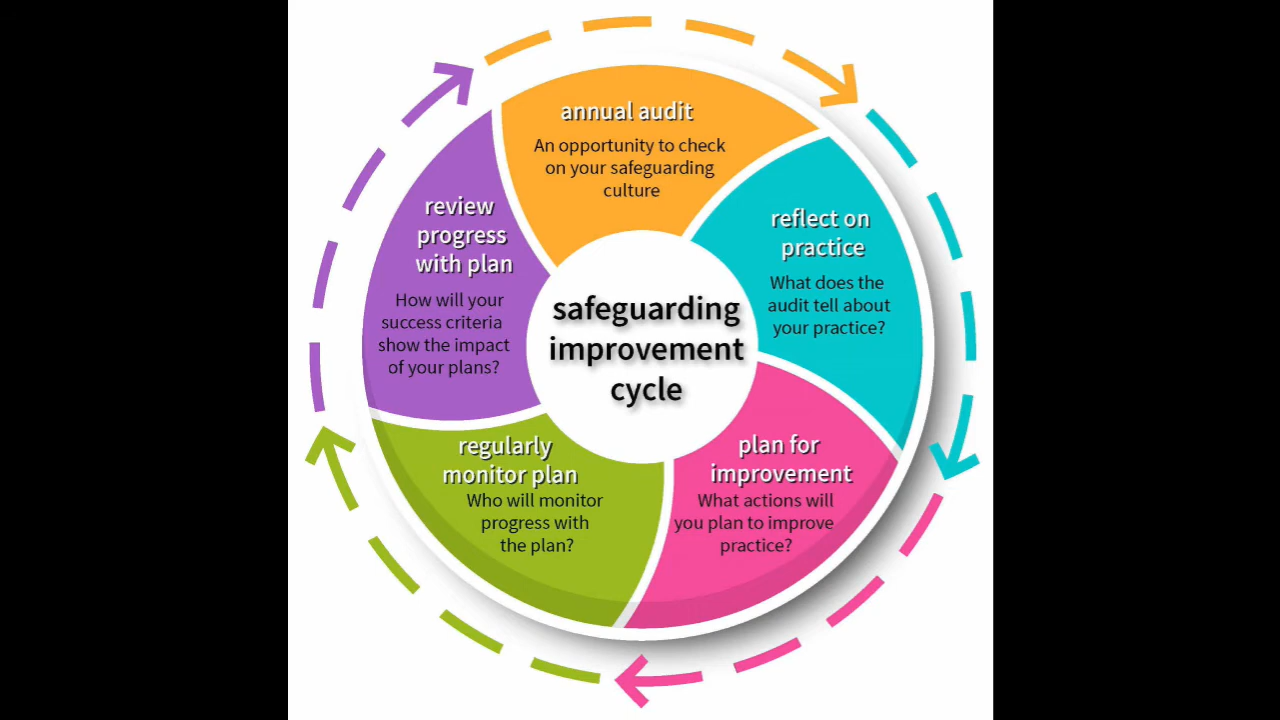 annual audit
An opportunity to check
on your safeguarding
culture
reflect on
practice
What does the
audit tell about
your practice?
plan for
improvement
What actions will
you plan to improve
practice?
regularly
monitor plan
Who will monitor
progress with
the plan?
review
progress
with plan
How will your
success criteria
show the impact
of your plans?
safeguarding
improvement
cycle